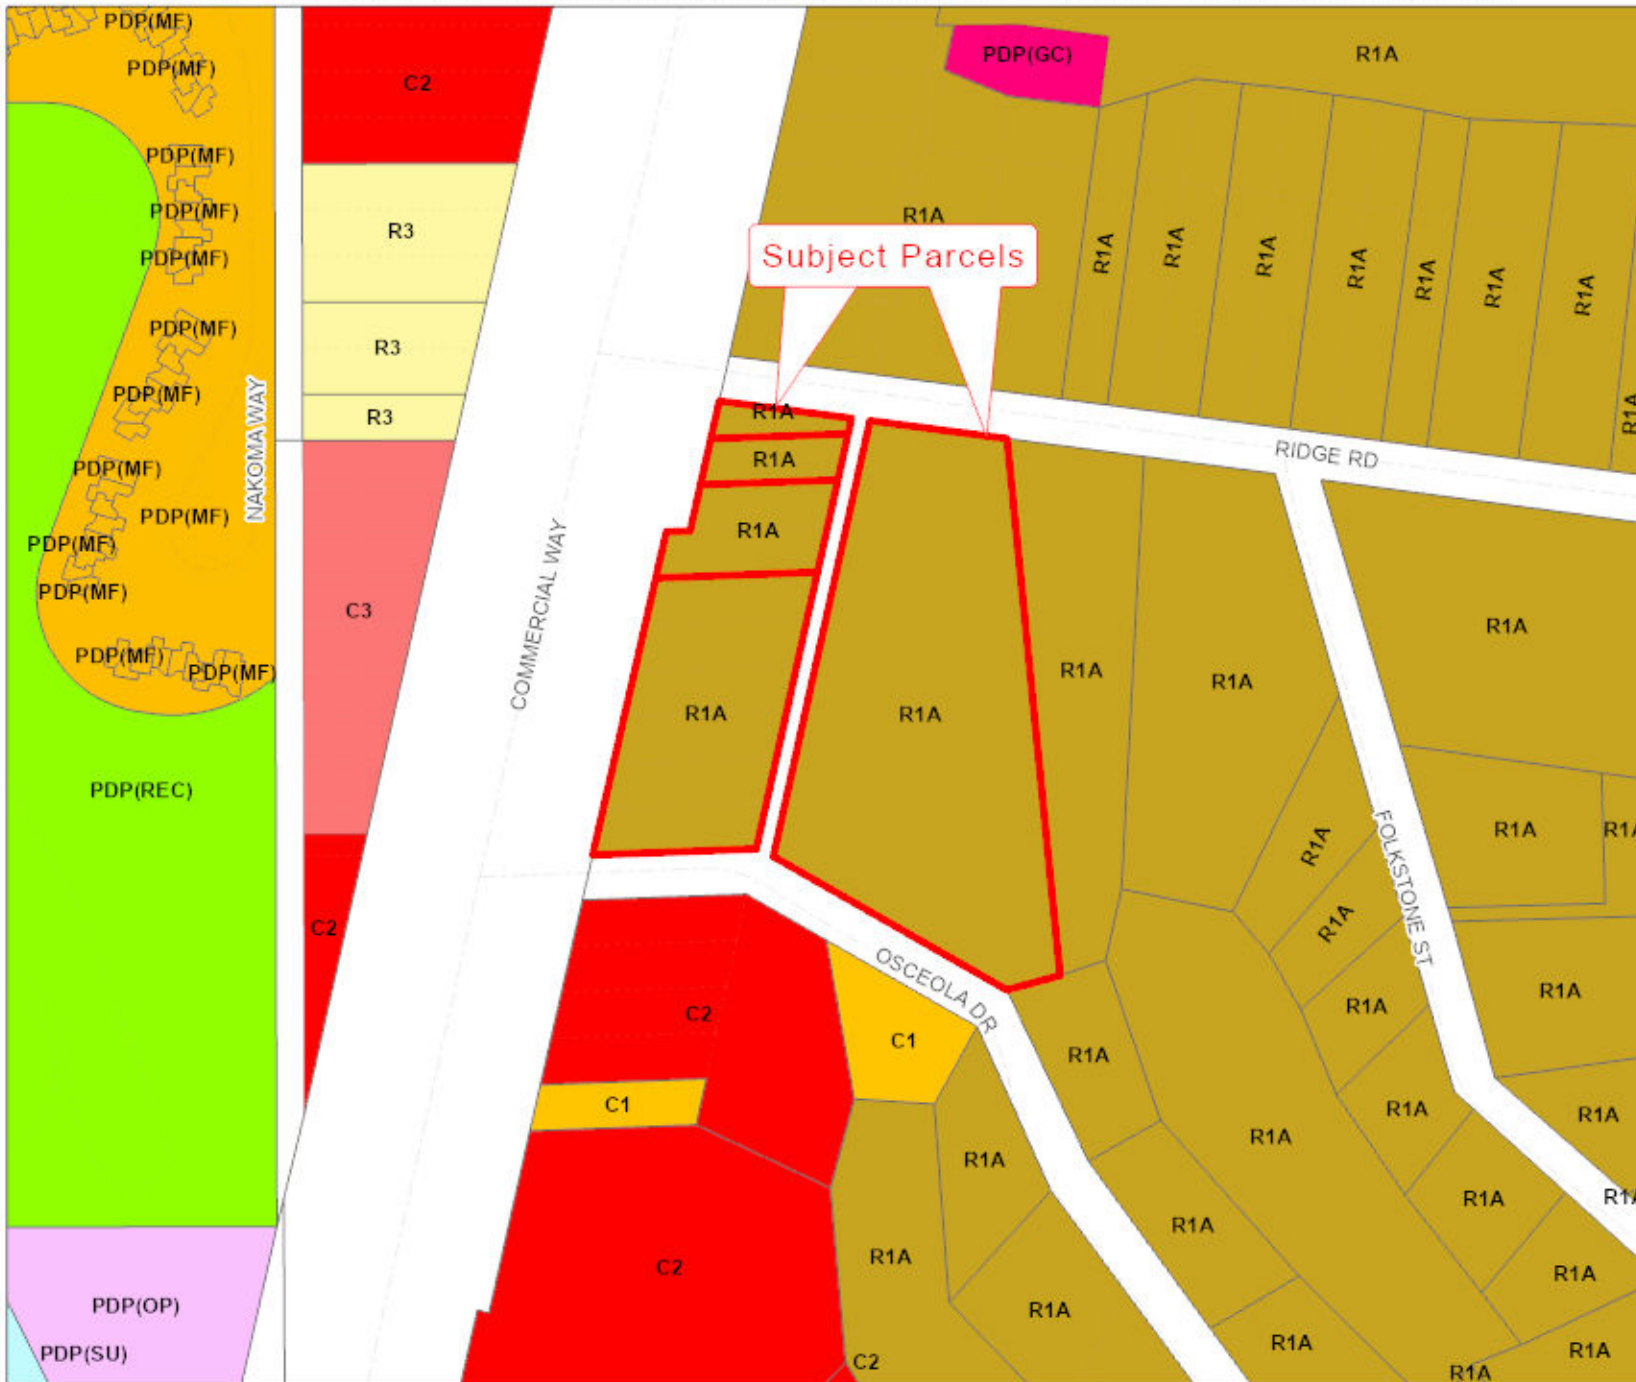 PDP(MF)
PDP(MF)
C2
PDP(GC)
R1A
PDP(MF)
PDP(MF)
PDP(MF)
R3
R1A
R1A
R1A
R1A
R1A
R1A
R1A
R1A
Subject Parcels
PDP(MF)
R3
PDP(MF)
R3
R1A
R1A
NAKOMA WAY
RIDGE RD
PDP(MF)
R1A
PDP(MF)
R1A
PDP(MF)
PDP(MF)
C3
COMMERCIAL WAY
R1A
PDP(MF)
PDP(MF)
R1A
R1A
R1A
R1A
PDP(REC)
R1A
R1A
R1A
FOLKSTONE ST
C2
R1A
OSCEOLA DR
C2
C1
R1A
R1A
R1A
C1
R1A
R1A
R1A
R1A
R1A
R1A
R1A
R1A
C2
R1A
R1A
PDP(OP)
R1A
R1A
R1A
PDP(SU)
C2
R1A